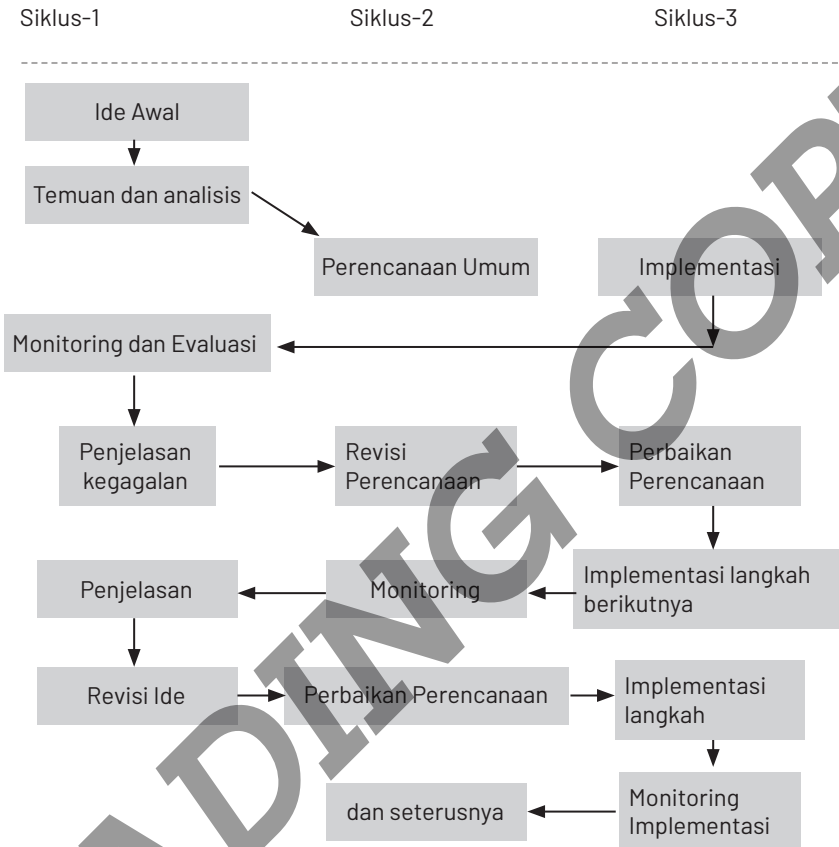 Siklus-1
Siklus-2
Siklus-3
Ide Awal
Temuan dan analisis
Perencanaan Umum
Implementasi
Monitoring dan Evaluasi
Penjelasan
kegagalan
Revisi
Perencanaan
Perbaikan
Perencanaan
Penjelasan
Monitoring
Implementasi langkah
berikutnya
Revisi Ide
Perbaikan Perencanaan
Implementasi
langkah
dan seterusnya
Monitoring
Implementasi
ADING COP